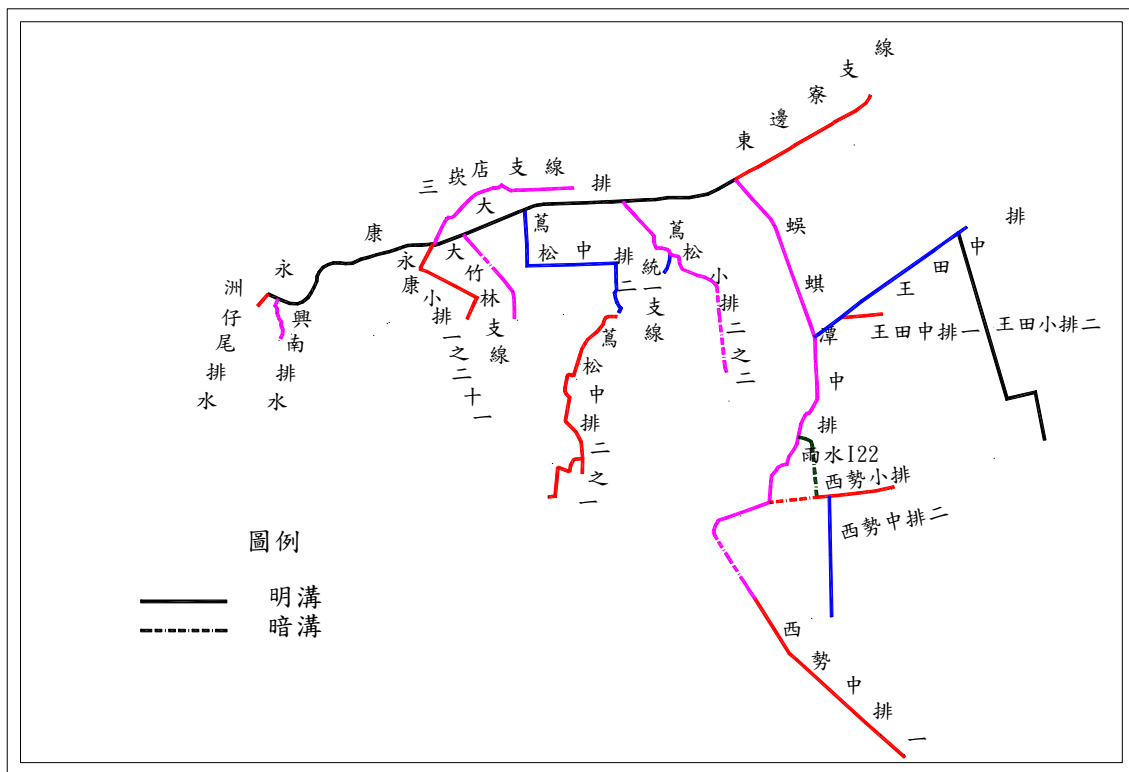 東邊寮支線
三崁店支線
永康大排
蔦松中排二
蔦松小排二之二
統一支線
大竹林支線
永康小排一之二十一
洲仔尾排水
興南排水
蔦松中排二之一
蜈蜞潭中排
王田中排
王田中排一
王田小排二
雨水I22
西勢小排
西勢中排二
西勢中排一
圖例
明溝
暗溝